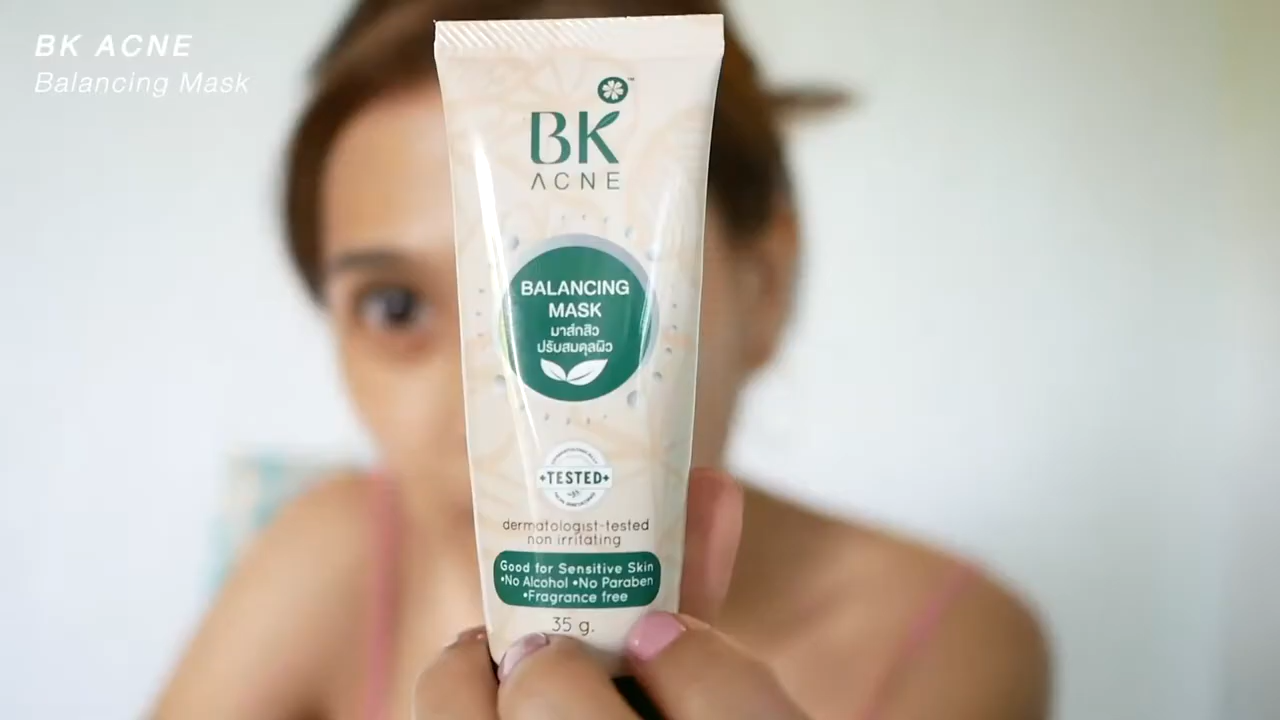 BK ACNE
Balancing Mask
BK
ACNE
BALANCING
MASK
มาส์กสิว
ปรับสมดุลผิว
TESTED
dermatologist-tested
non irritating
Good for Sensitive Skin
•No Alcohol •No Paraben
•Fragrance free
35 g.